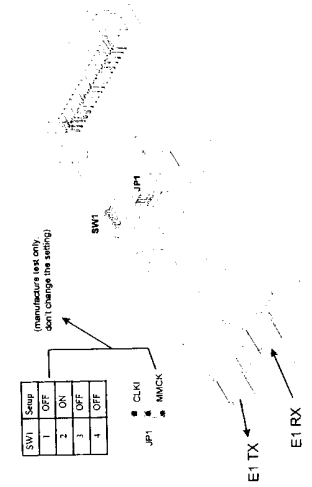 SW1 Setup
1 OFF
2 ON
3 OFF
4 OFF
(manufacture test only.
don't change the setting)
CLKI
JP1
MMCK
SW1
JP1
E1 TX
E1 RX